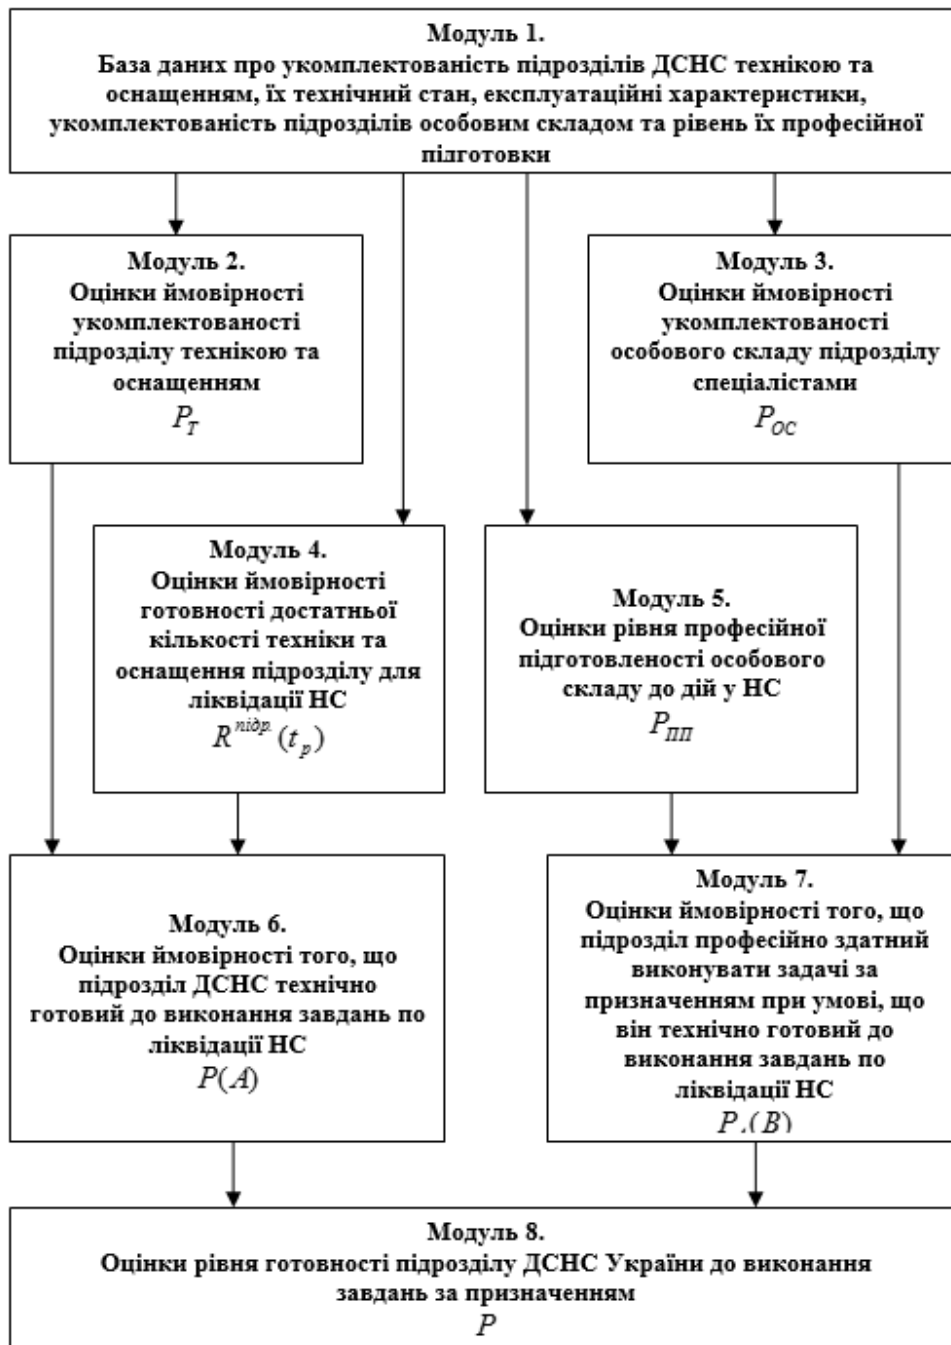 Модуль 1.
База даних про укомплектованість підрозділів ДСНС технікою та
оснащенням, їх технічний стан, експлуатаційні характеристики,
укомплектованість підрозділів особовим складом та рівень їх професійної
підготовки
Модуль 2.
Оцінки ймовірності
укомплектованості
підрозділу технікою та
оснащенням
P_T
Модуль 3.
Оцінки ймовірності
укомплектованості
особового складу підрозділу
спеціалістами
P_{OC}
Модуль 4.
Оцінки ймовірності
готовності достатньої
кількості техніки та
оснащення підрозділу для
ліквідації НС
R^{підр.}(t_p)
Модуль 5.
Оцінки рівня професійної
підготовленості особового
складу до дій у НС
P_{ПП}
Модуль 6.
Оцінки ймовірності того, що
підрозділ ДСНС технічно
готовий до виконання завдань по
ліквідації НС
P(A)
Модуль 7.
Оцінки ймовірності того, що
підрозділ професійно здатний
виконувати задачі за
призначенням при умові, що
він технічно готовий до
виконання завдань по
ліквідації НС
P_A(B)
Модуль 8.
Оцінки рівня готовності підрозділу ДСНС України до виконання
завдань за призначенням
P